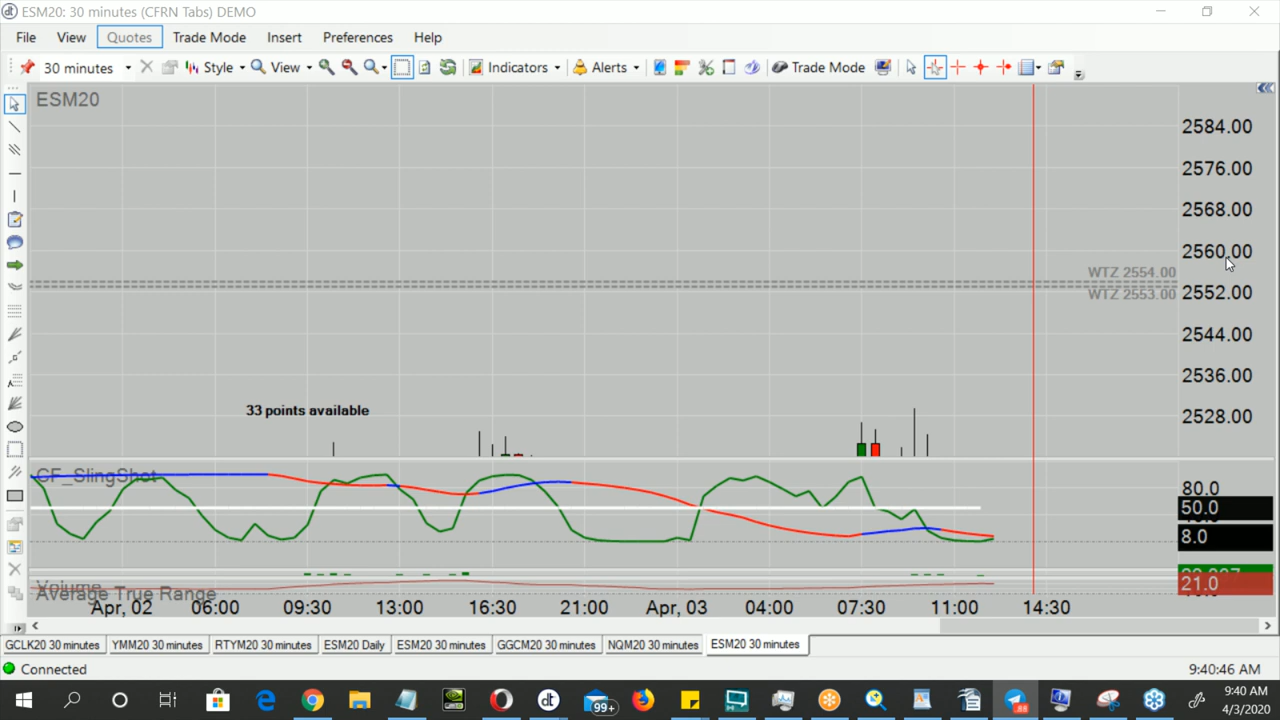 ESM20: 30 minutes (CFRN Tabs) DEMO
File View Quotes Trade Mode Insert Preferences Help
30 minutes Style View Indicators Alerts Trade Mode
ESM20
2584.00
2576.00
2568.00
2560.00
WTZ 2554.00
2552.00
WTZ 2553.00
2544.00
2536.00
33 points available
2528.00
CF_SlingShot
80.0
50.0
8.0
Volume
21.0
Average True Range
Apr, 02 06:00 09:30 13:00 16:30 21:00 Apr, 03 04:00 07:30 11:00 14:30
GCLK20 30 minutes YMM20 30 minutes RTYM20 30 minutes ESM20 Daily ESM20 30 minutes GGCM20 30 minutes NQM20 30 minutes ESM20 30 minutes
Connected 9:40:46 AM
99+
9:40 AM
4/3/2020